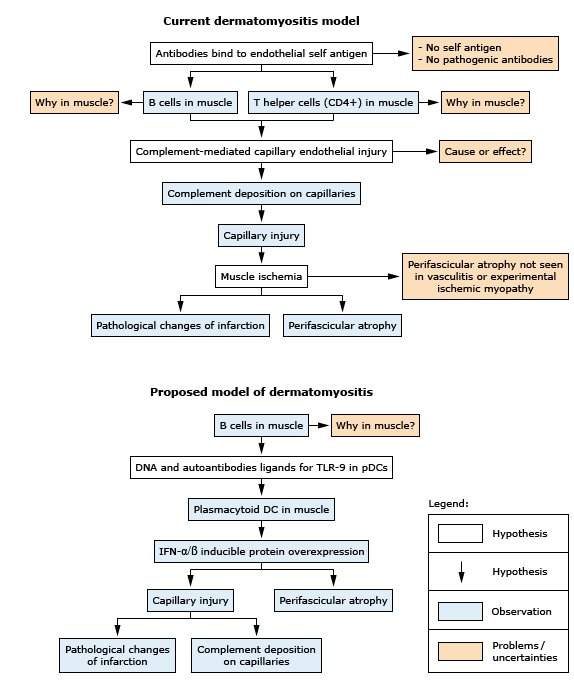 Current dermatomyositis model
Antibodies bind to endothelial self antigen
- No self antigen
- No pathogenic antibodies
Why in muscle?
B cells in muscle
T helper cells (CD4+) in muscle
Why in muscle?
Complement-mediated capillary endothelial injury
Cause or effect?
Complement deposition on capillaries
Capillary injury
Muscle ischemia
Perifascicular atrophy not seen
in vasculitis or experimental
ischemic myopathy
Pathological changes of infarction
Perifascicular atrophy
Proposed model of dermatomyositis
B cells in muscle
Why in muscle?
DNA and autoantibodies ligands for TLR-9 in pDCs
Plasmacytoid DC in muscle
IFN-α/β inducible protein overexpression
Capillary injury
Perifascicular atrophy
Pathological changes
of infarction
Complement deposition
on capillaries
Legend:
Hypothesis
Hypothesis
Observation
Problems/
uncertainties